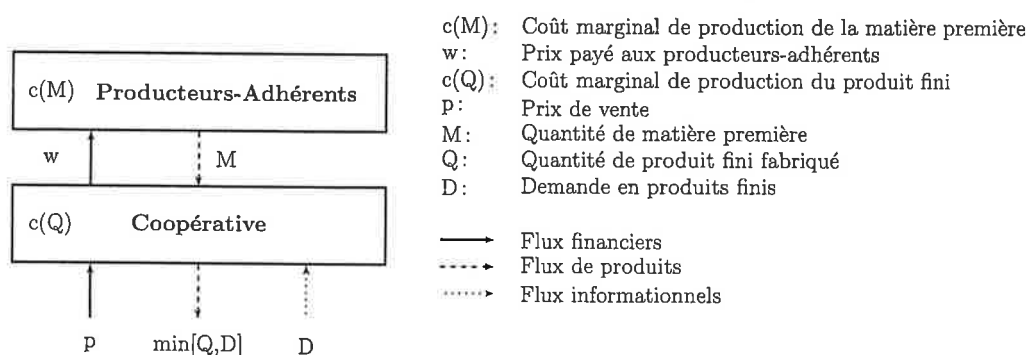 c(M) Producteurs-Adhérents
w
M
c(Q) Coopérative
p
min[Q,D]
D
c(M): Coût marginal de production de la matière première
w: Prix payé aux producteurs-adhérents
c(Q): Coût marginal de production du produit fini
p: Prix de vente
M: Quantité de matière première
Q: Quantité de produit fini fabriqué
D: Demande en produits finis
Flux financiers
Flux de produits
Flux informationnels